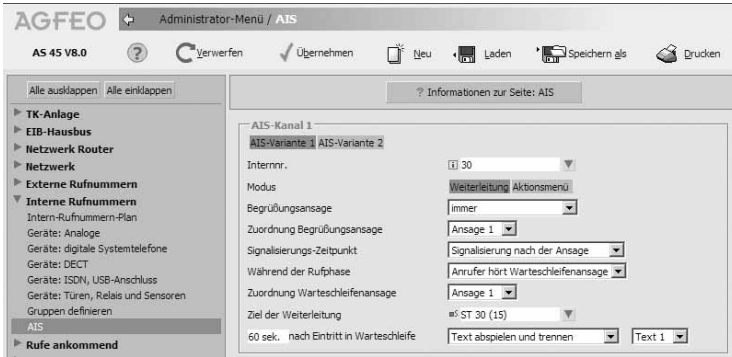 AGFEO
Administrator-Menü / AIS
AS 45 V8.0
?
Verwerfen
Übernehmen
Neu
Laden
Speichern als
Drucken
Alle ausklappen Alle einklappen
TK-Anlage
EIB-Hausbus
Netzwerk Router
Netzwerk
Externe Rufnummern
Interne Rufnummern
Intern-Rufnummern-Plan
Geräte: Analoge
Geräte: digitale Systemtelefone
Geräte: DECT
Geräte: ISDN, USB-Anschluss
Geräte: Türen, Relais und Sensoren
Gruppen definieren
AIS
Rufe ankommend
? Informationen zur Seite: AIS
AIS-Kanal 1
AIS-Variante 1 AIS-Variante 2
Internnr. i 30
Modus Weiterleitung Aktionsmenü
Begrüßungsansage immer
Zuordnung Begrüßungsansage Ansage 1
Signalisierungs-Zeitpunkt Signalisierung nach der Ansage
Während der Rufphase Anrufer hört Warteschleifenansage
Zuordnung Warteschleifenansage Ansage 1
Ziel der Weiterleitung ST 30 (15)
60 sek. nach Eintritt in Warteschleife Text abspielen und trennen Text 1